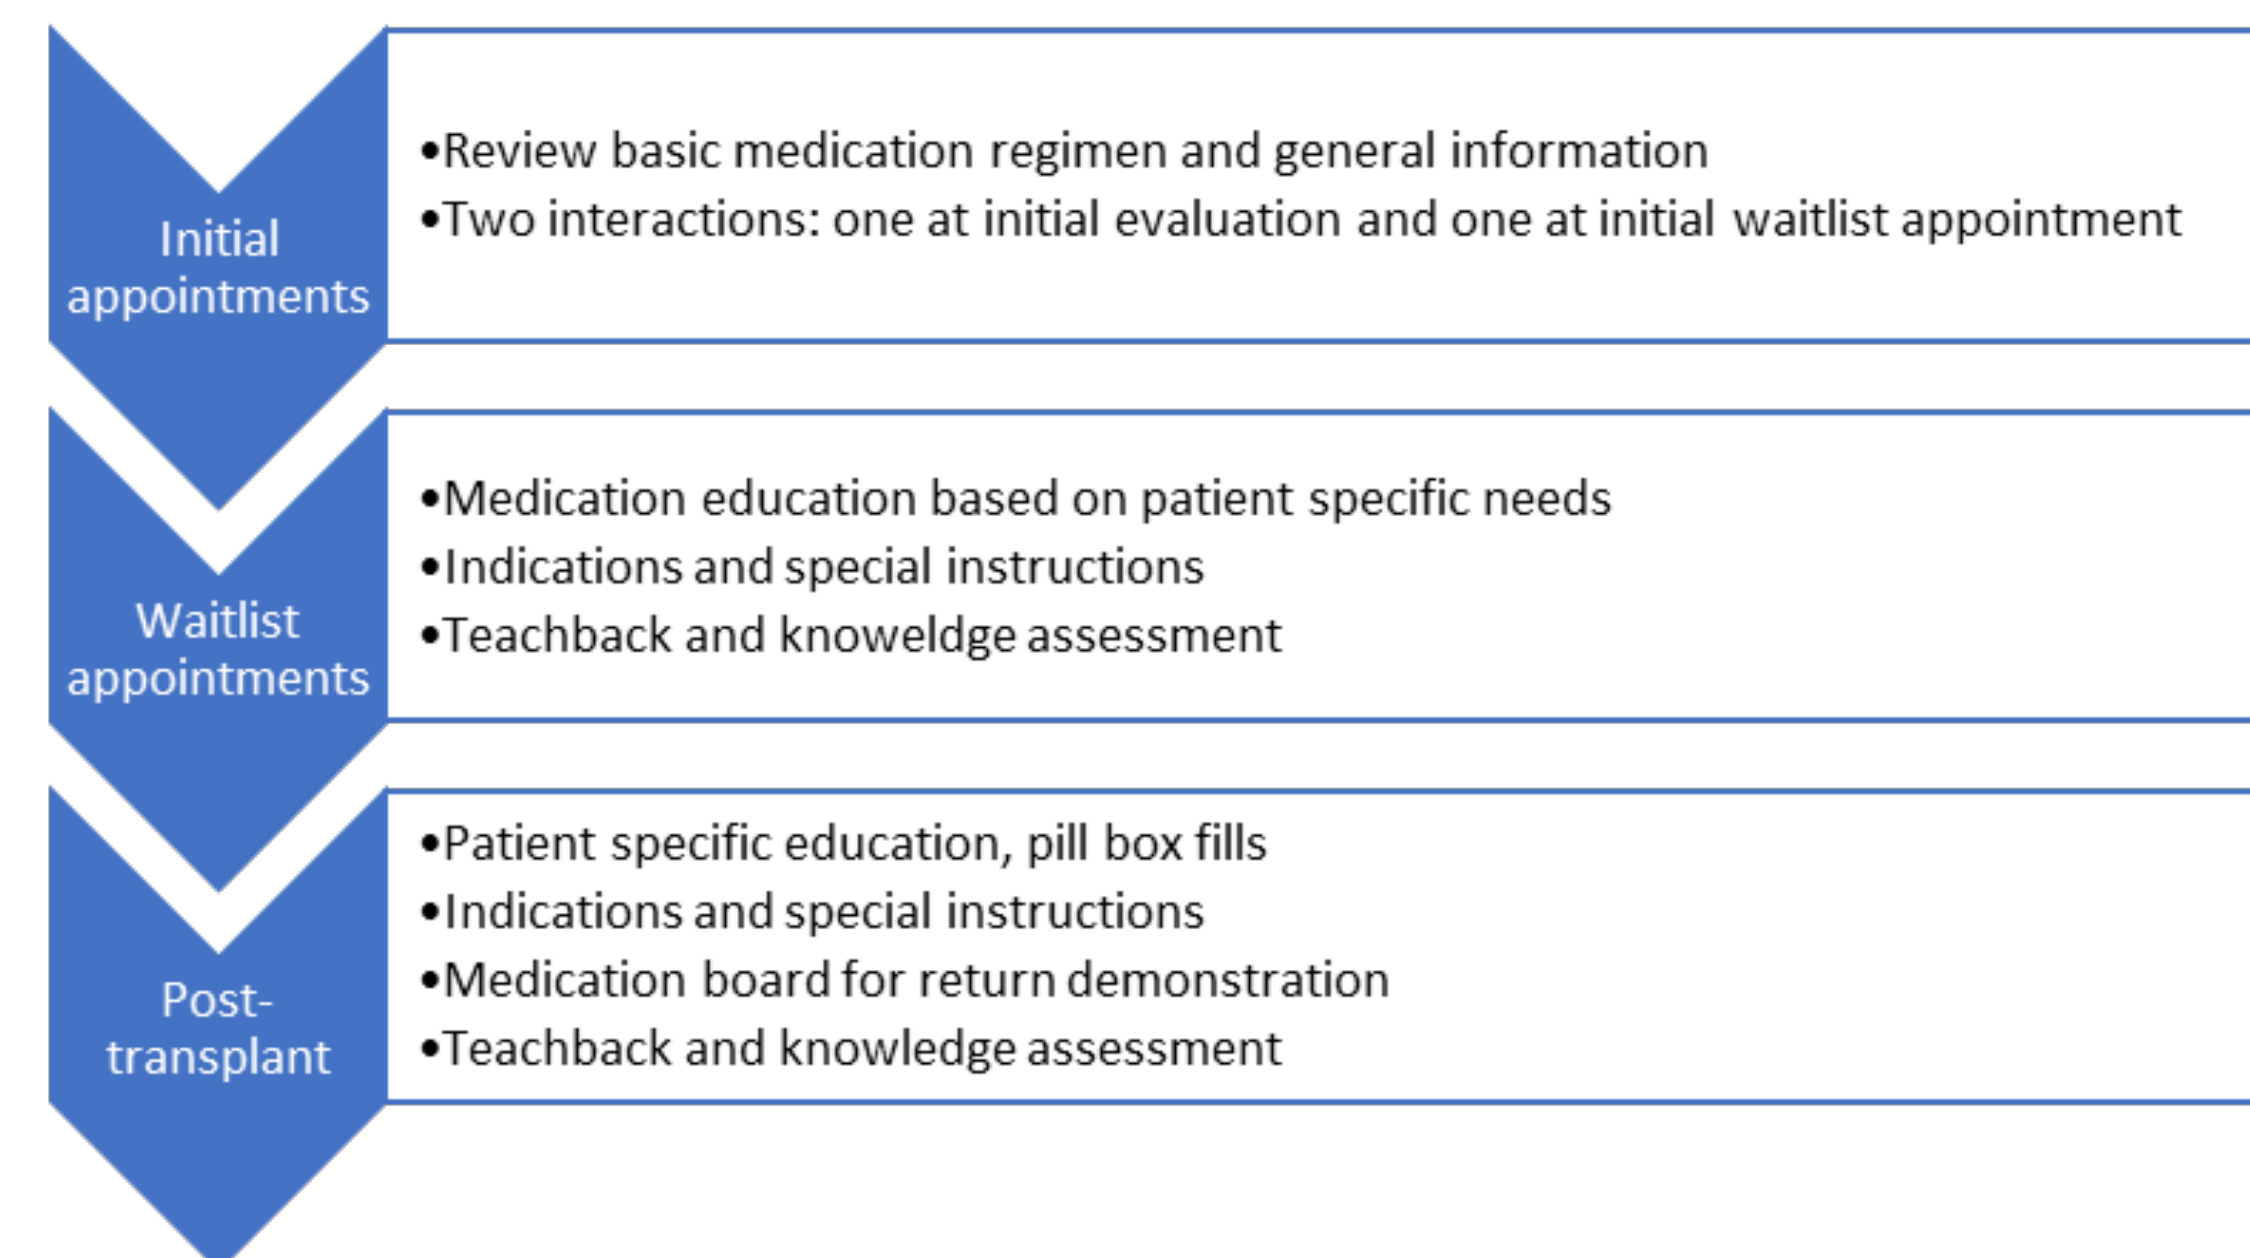 Initial
appointments
•Review basic medication regimen and general information
•Two interactions: one at initial evaluation and one at initial waitlist appointment
Waitlist
appointments
•Medication education based on patient specific needs
•Indications and special instructions
•Teachback and knoweldge assessment
Post-
transplant
•Patient specific education, pill box fills
•Indications and special instructions
•Medication board for return demonstration
•Teachback and knowledge assessment